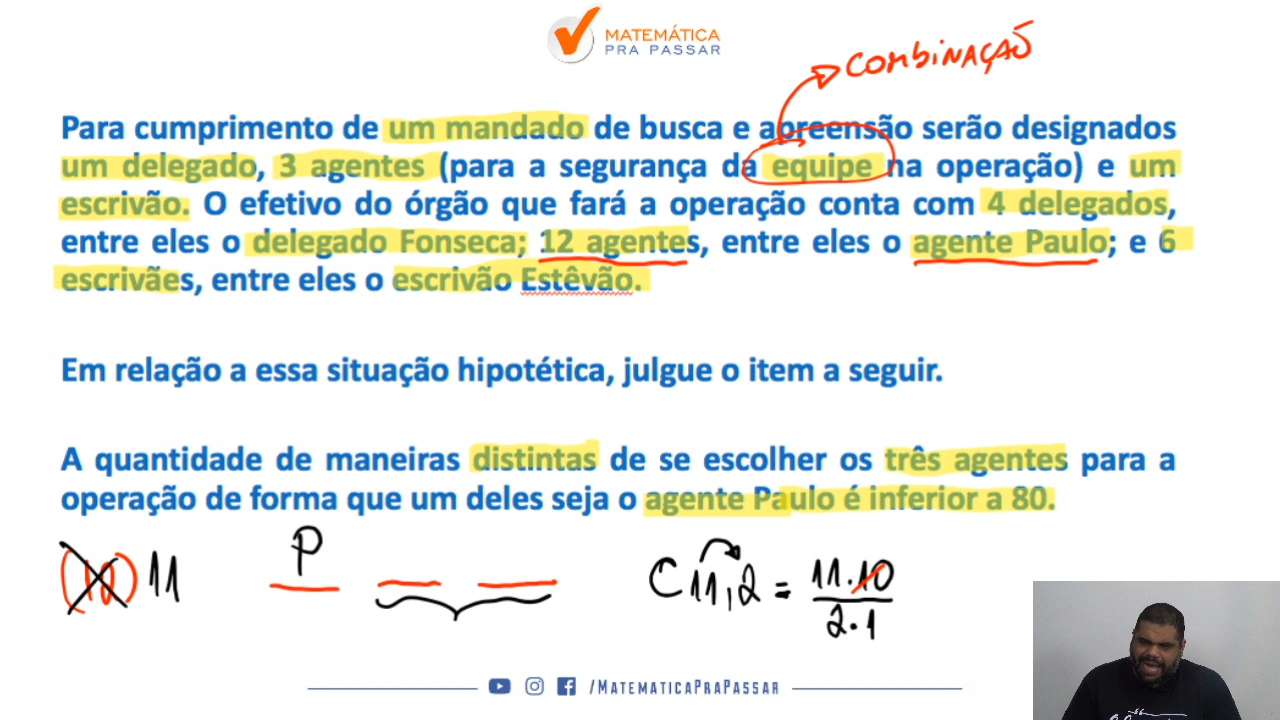 MATEMÁTICA
PRA PASSAR
COMBINAÇÃO
Para cumprimento de um mandado de busca e apreensão serão designados
um delegado, 3 agentes (para a segurança da equipe na operação) e um
escrivão. O efetivo do órgão que fará a operação conta com 4 delegados,
entre eles o delegado Fonseca; 12 agentes, entre eles o agente Paulo; e 6
escrivães, entre eles o escrivão Estêvão.
Em relação a essa situação hipotética, julgue o item a seguir.
A quantidade de maneiras distintas de se escolher os três agentes para a
operação de forma que um deles seja o agente Paulo é inferior a 80.
11 P C11,2 = 11.10
2.1
/MATEMATICAPRAPASSAR